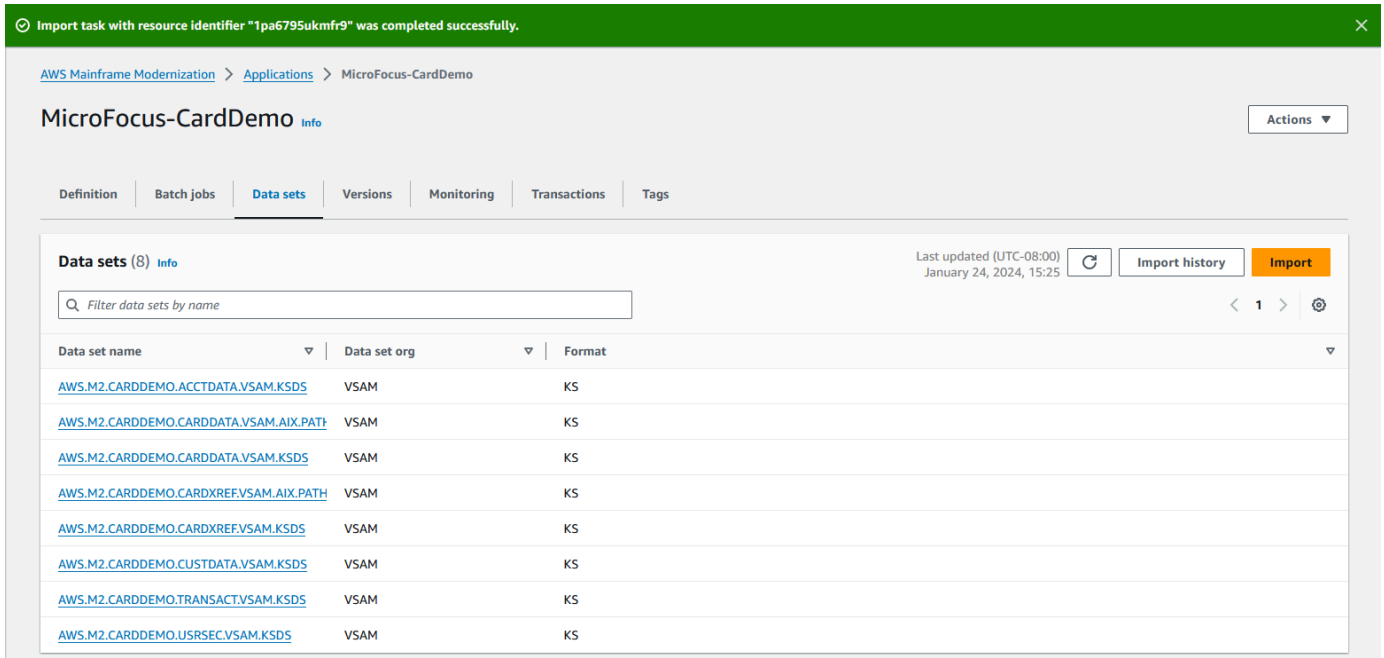 Import task with resource identifier "1pa6795ukmfr9" was completed successfully.
AWS Mainframe Modernization > Applications > MicroFocus-CardDemo
MicroFocus-CardDemo Info
Actions
Definition Batch jobs Data sets Versions Monitoring Transactions Tags
Data sets (8) Info
Last updated (UTC-08:00)
January 24, 2024, 15:25
Import history
Import
Filter data sets by name
1
Data set name Data set org Format
AWS.M2.CARDDEMO.ACCTDATA.VSAM.KSDS VSAM KS
AWS.M2.CARDDEMO.CARDDATA.VSAM.AIX.PATH VSAM KS
AWS.M2.CARDDEMO.CARDDATA.VSAM.KSDS VSAM KS
AWS.M2.CARDDEMO.CARDXREF.VSAM.AIX.PATH VSAM KS
AWS.M2.CARDDEMO.CARDXREF.VSAM.KSDS VSAM KS
AWS.M2.CARDDEMO.CUSTDATA.VSAM.KSDS VSAM KS
AWS.M2.CARDDEMO.TRANSACT.VSAM.KSDS VSAM KS
AWS.M2.CARDDEMO.USRSEC.VSAM.KSDS VSAM KS